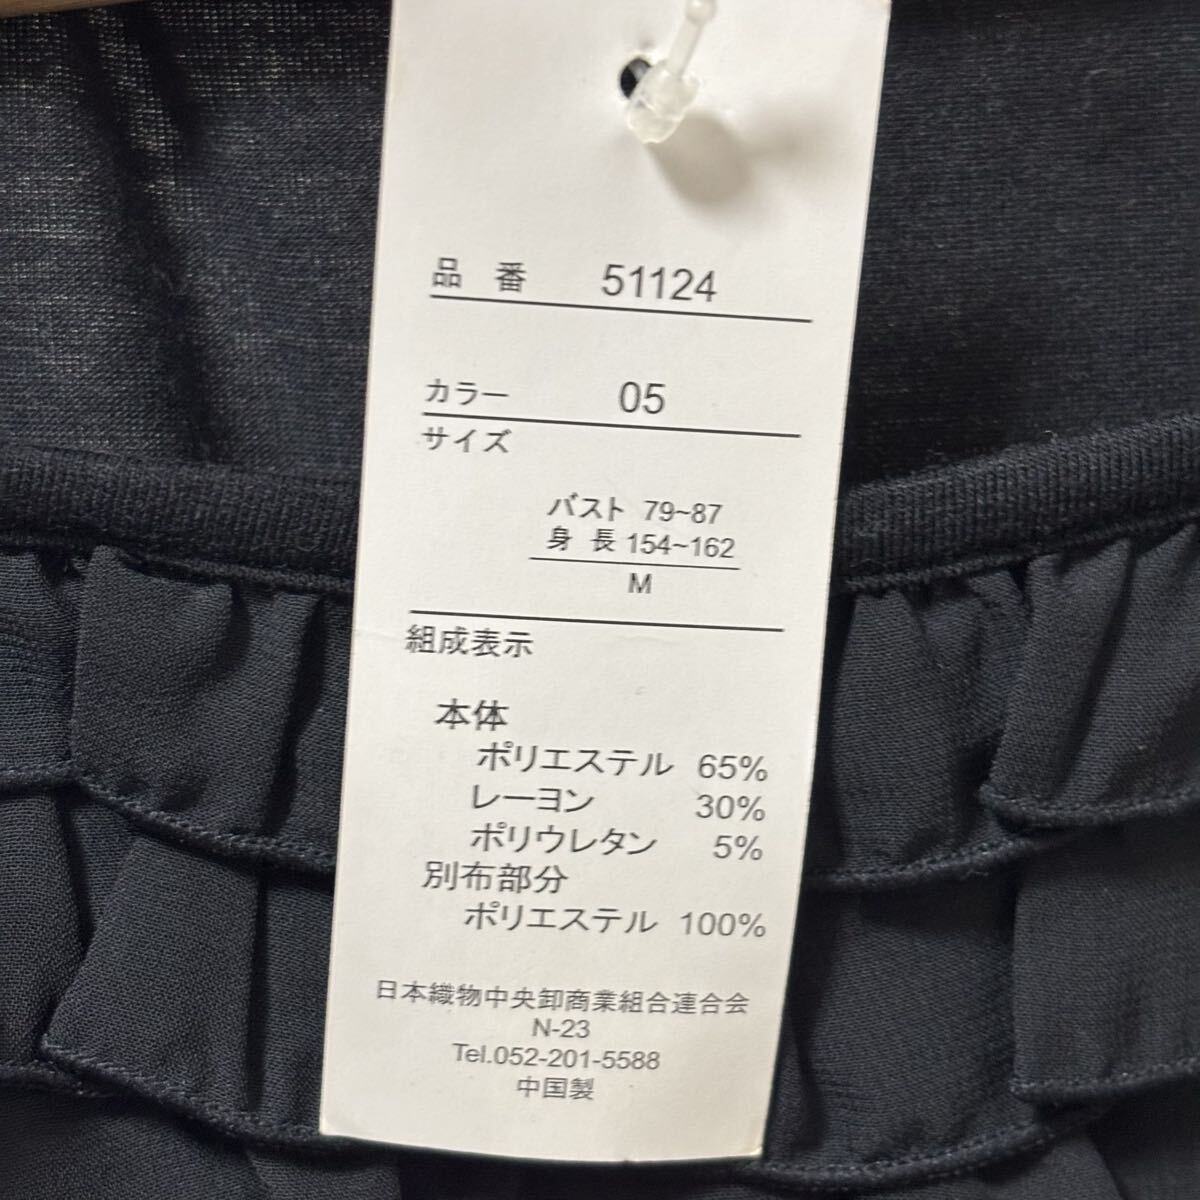 品番 51124
カラー 05
サイズ
バスト 79~87
身長 154~162
M
組成表示
本体
ポリエステル 65%
レーヨン 30%
ポリウレタン 5%
別布部分
ポリエステル 100%
日本織物中央卸商業組合連合会
N-23
Tel.052-201-5588
中国製